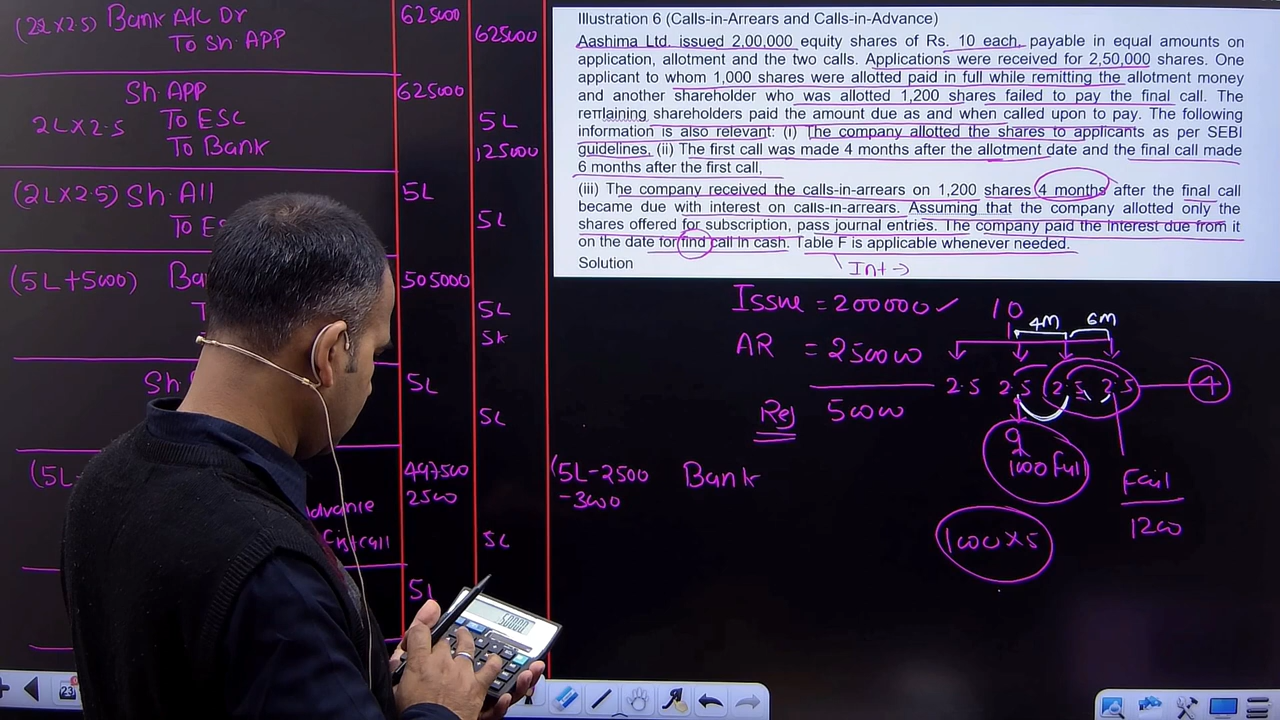 (2L×2.5) Bank A/c Dr 625000
To Sh. APP 625000
Sh. APP 625000
2L×2.5 To ESC 5L
To Bank 125000
(2L×2.5) Sh. All 5L
To ES 5L
(5L+5000) Ba 505000
T 5L
5K
Sh. 5L
5L
(5L- 497500
advance 2500
First call 5L
5L
Illustration 6 (Calls-in-Arrears and Calls-in-Advance)
Aashima Ltd. issued 2,00,000 equity shares of Rs. 10 each, payable in equal amounts on
application, allotment and the two calls. Applications were received for 2,50,000 shares. One
applicant to whom 1,000 shares were allotted paid in full while remitting the allotment money
and another shareholder who was allotted 1,200 shares failed to pay the final call. The
remaining shareholders paid the amount due as and when called upon to pay. The following
information is also relevant: (i) The company allotted the shares to applicants as per SEBI
guidelines, (ii) The first call was made 4 months after the allotment date and the final call made
6 months after the first call,
(iii) The company received the calls-in-arrears on 1,200 shares 4 months after the final call
became due with interest on calls-in-arrears. Assuming that the company allotted only the
shares offered for subscription, pass journal entries. The company paid the interest due from it
on the date for find call in cash. Table F is applicable whenever needed.
Solution
Int →
Issue = 200000 ✓
10
4m 6m
AR = 250000
2.5 2.5 2.5 2.5 4
Rej 50000
1000 Full
Fail
1200
(5L-2500 Bank
-3000
1000×5
50000
23